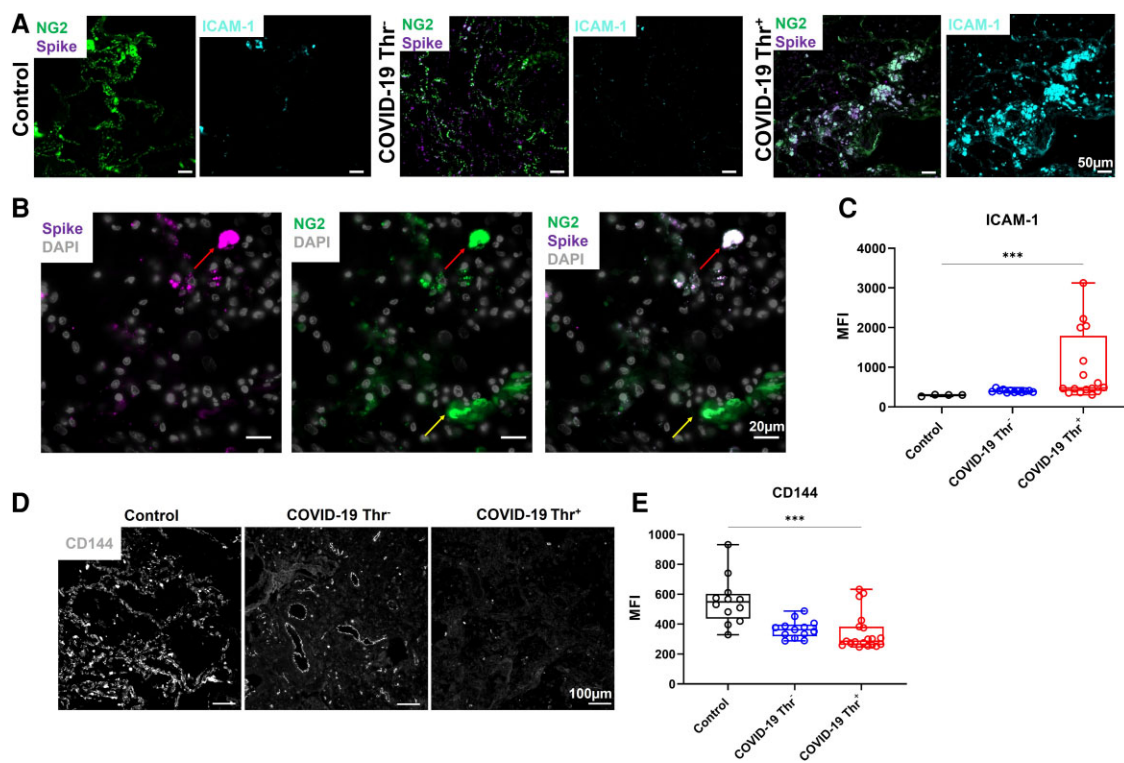 A
Control
NG2
Spike
ICAM-1
COVID-19 Thr-
NG2
Spike
ICAM-1
COVID-19 Thr+
NG2
Spike
ICAM-1
50µm
B
Spike
DAPI
NG2
DAPI
NG2
Spike
DAPI
20µm
C
ICAM-1
***
MFI
4000
3000
2000
1000
0
Control
COVID-19 Thr-
COVID-19 Thr+
D
Control
COVID-19 Thr-
COVID-19 Thr+
CD144
100µm
E
CD144
***
MFI
1000
800
600
400
200
0
Control
COVID-19 Thr-
COVID-19 Thr+